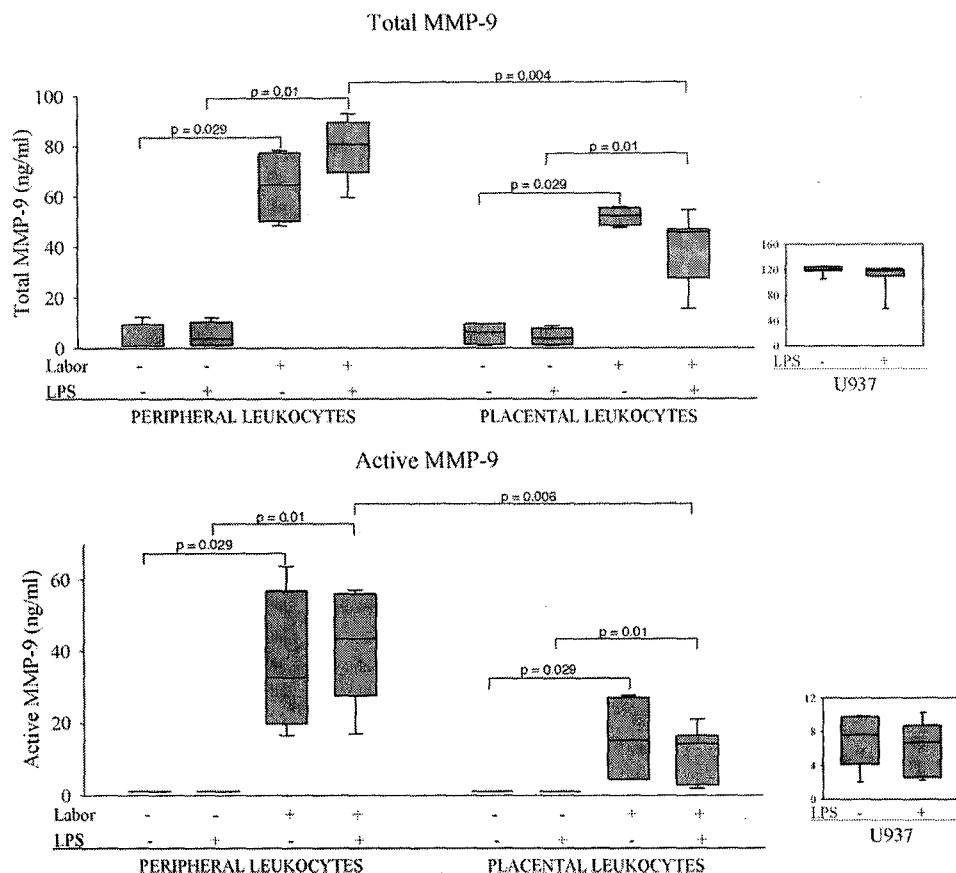 Total MMP-9
p = 0.004
p = 0.01
p = 0.029
p = 0.01
p = 0.029
Total MMP-9 (ng/ml)
100
80
60
40
20
0
160
120
80
40
0
LPS - +
U937
Labor - - + + - - + +
LPS - + - + - + - +
PERIPHERAL LEUKOCYTES PLACENTAL LEUKOCYTES
Active MMP-9
p = 0.006
p = 0.01
p = 0.029
p = 0.01
p = 0.029
Active MMP-9 (ng/ml)
60
40
20
0
12
8
4
0
LPS - +
U937
Labor - - + + - - + +
LPS - + - + - + - +
PERIPHERAL LEUKOCYTES PLACENTAL LEUKOCYTES